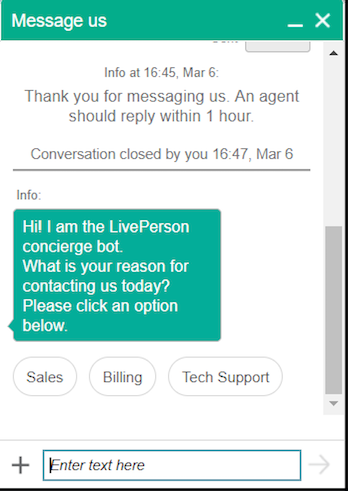 Message us
Info at 16:45, Mar 6:
Thank you for messaging us. An agent
should reply within 1 hour.
Conversation closed by you 16:47, Mar 6
Info:
Hi! I am the LivePerson
concierge bot.
What is your reason for
contacting us today?
Please click an option
below.
Sales
Billing
Tech Support
Enter text here